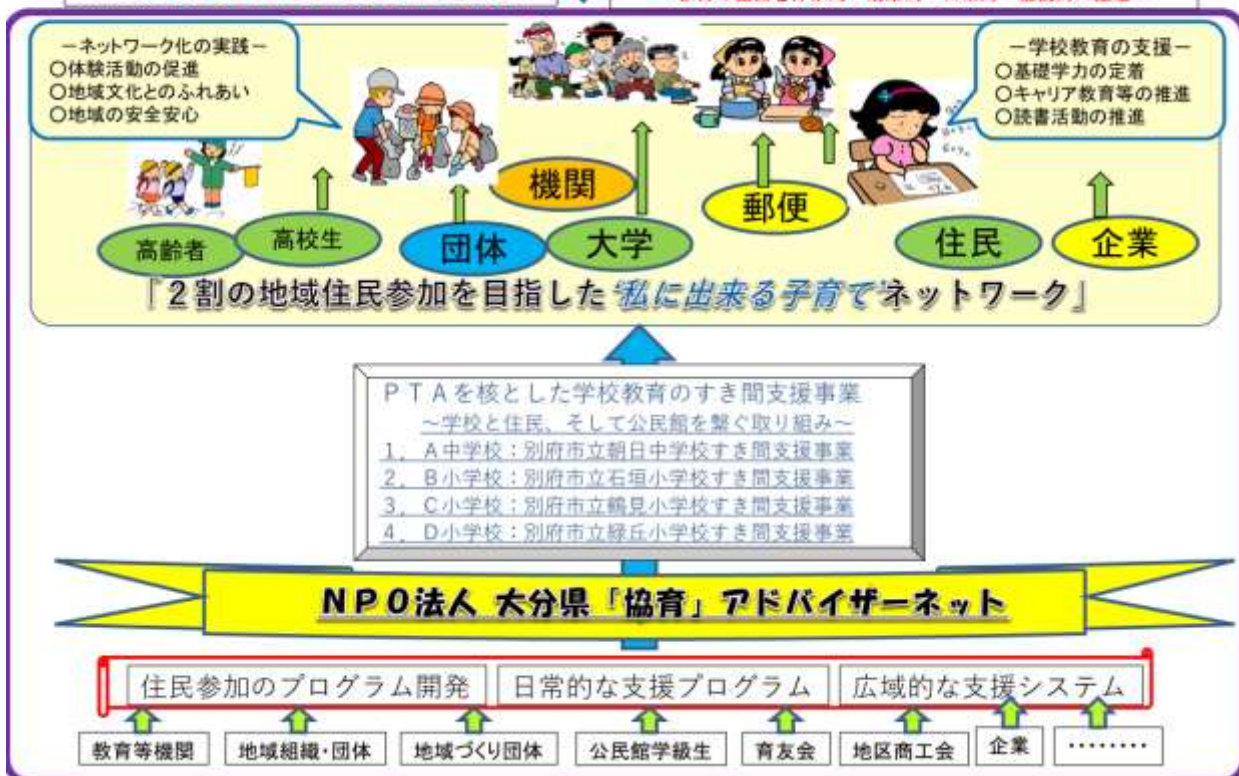 －ネットワーク化の実践－
○体験活動の促進
○地域文化とのふれあい
○地域の安全安心
－学校教育の支援－
○基礎学力の定着
○キャリア教育等の推進
○読書活動の推進
高齢者
高校生
団体
機関
大学
郵便
住民
企業
『２割の地域住民参加を目指した'私に出来る子育て'ネットワーク』
ＰＴＡを核とした学校教育のすき間支援事業
～学校と住民、そして公民館を繋ぐ取り組み～
１，Ａ中学校：別府市立朝日中学校すき間支援事業
２，Ｂ小学校：別府市立石垣小学校すき間支援事業
３，Ｃ小学校：別府市立鶴見小学校すき間支援事業
４，Ｄ小学校：別府市立緑丘小学校すき間支援事業
ＮＰＯ法人 大分県「協育」アドバイザーネット
住民参加のプログラム開発
日常的な支援プログラム
広域的な支援システム
教育等機関
地域組織・団体
地域づくり団体
公民館学級生
育友会
地区商工会
企業
………